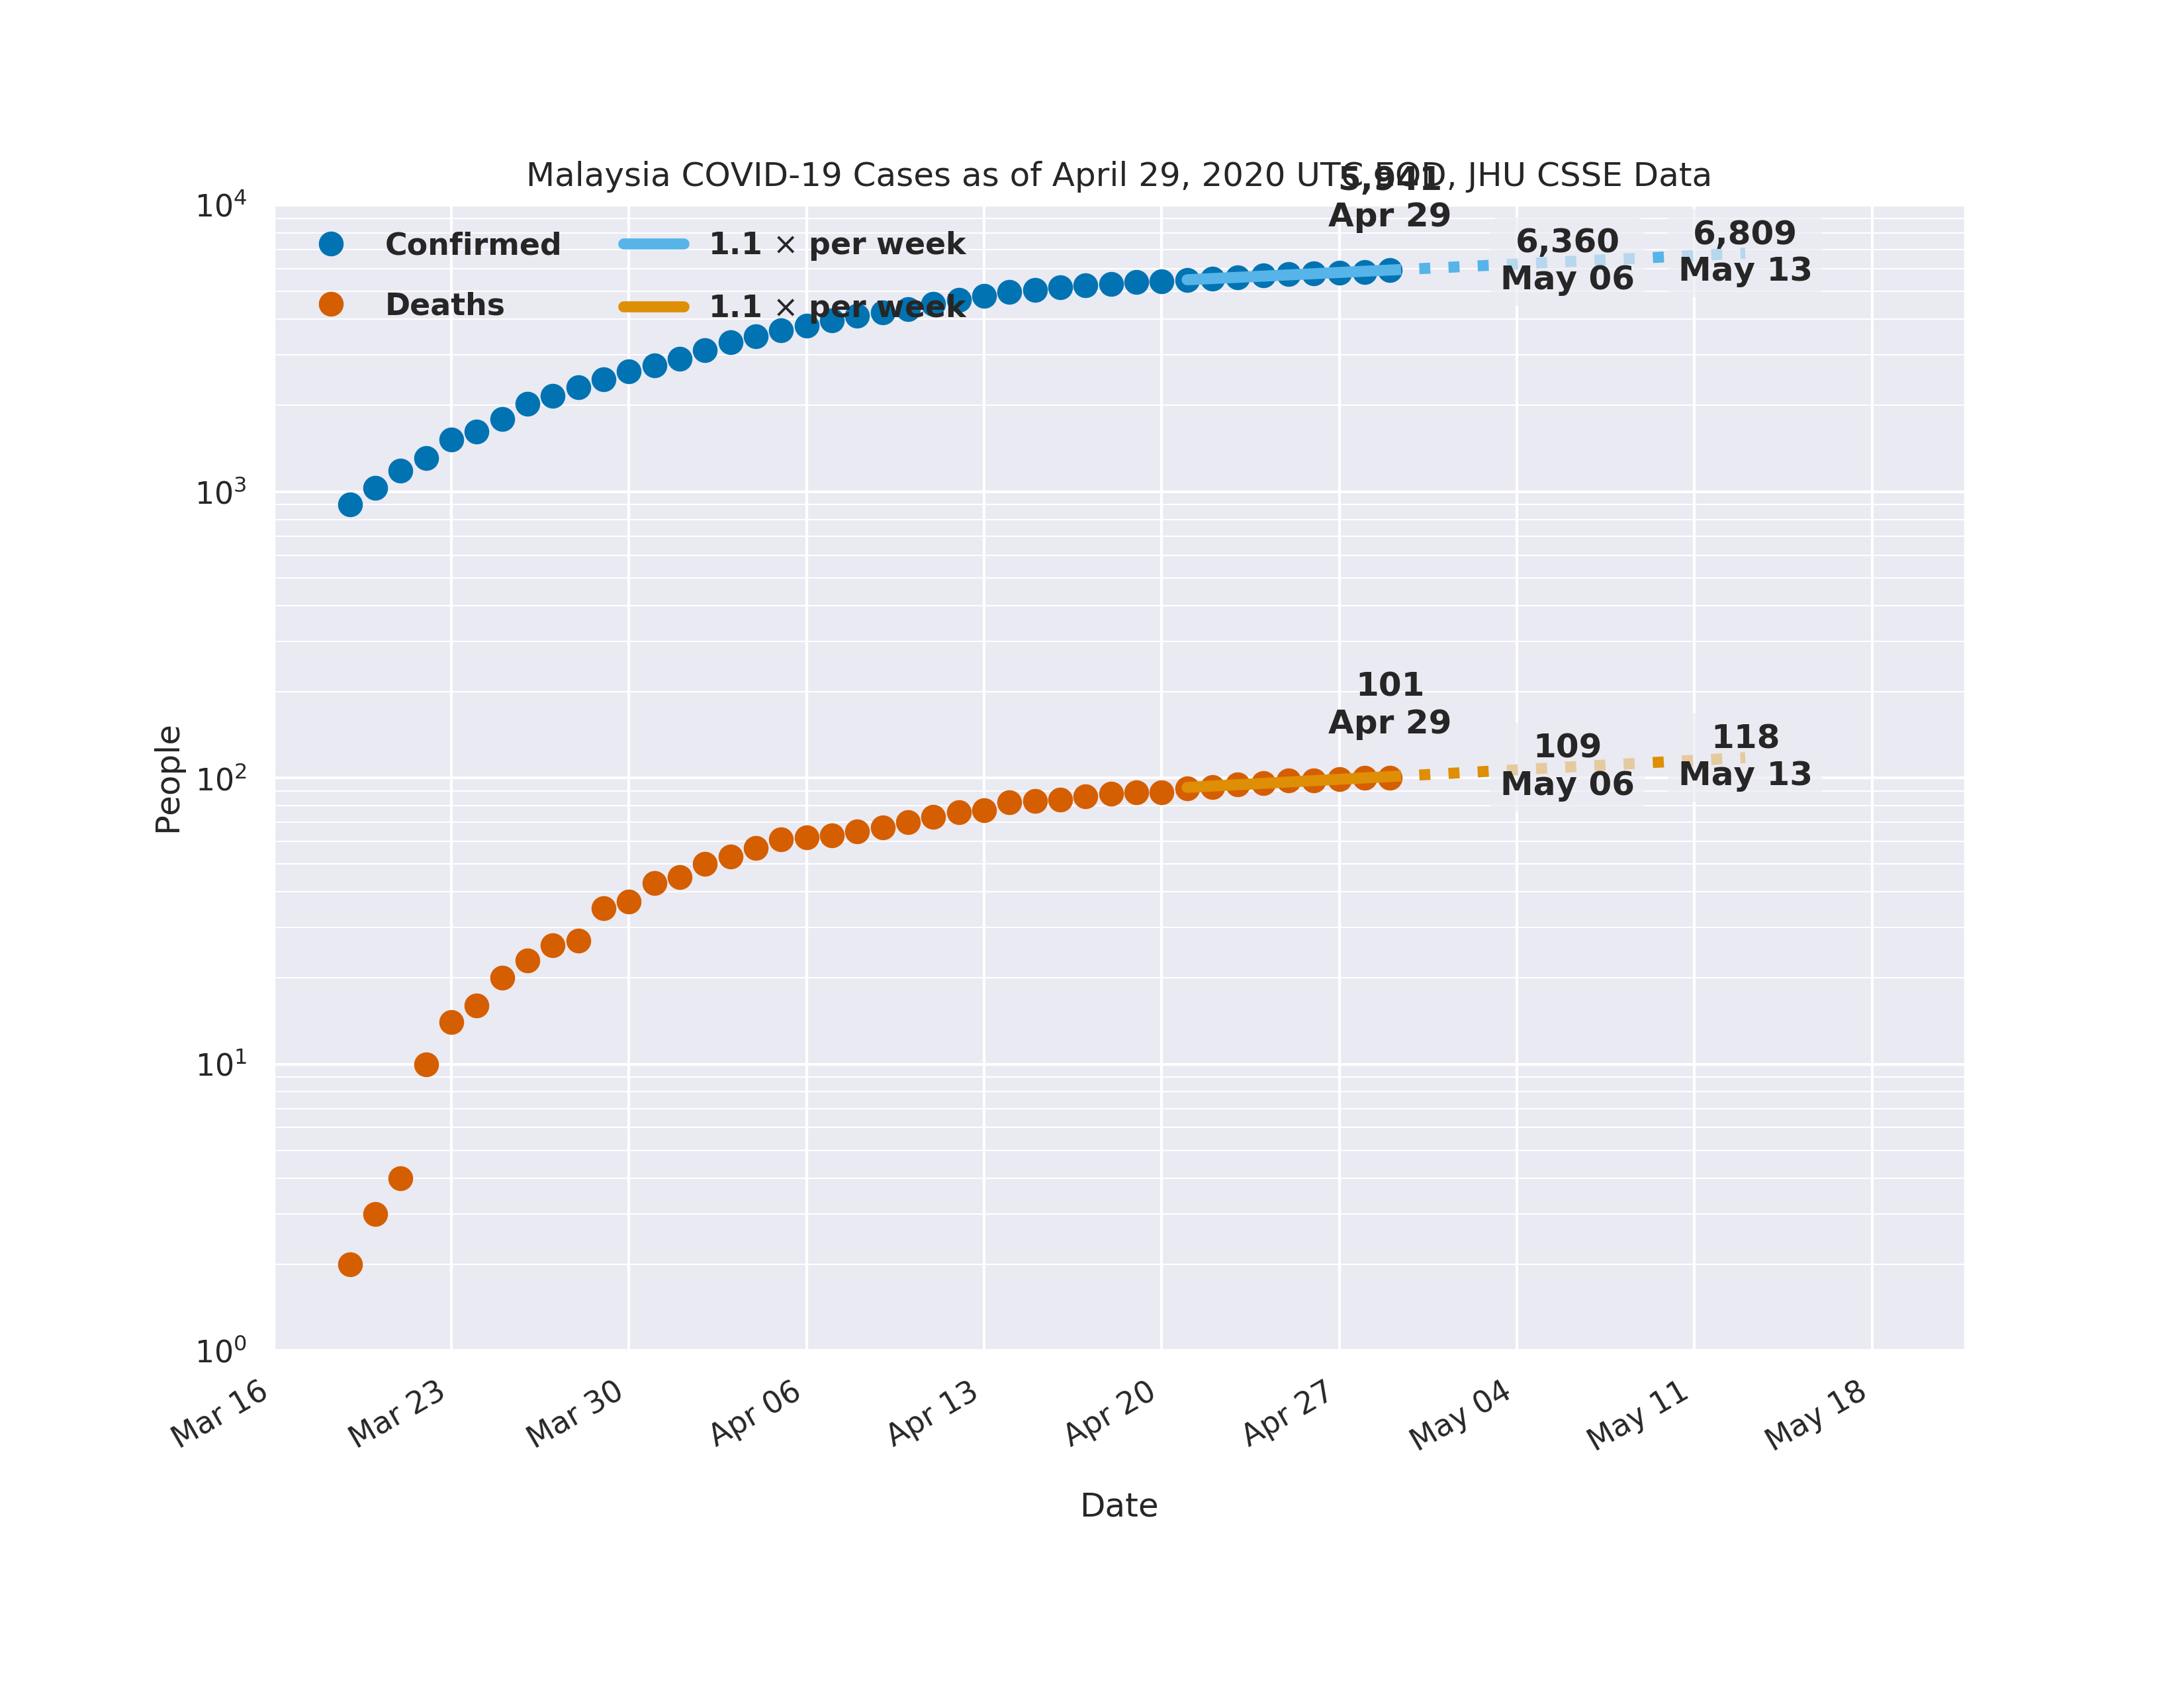 Malaysia COVID-19 Cases as of April 29, 2020 UTC EOD, JHU CSSE Data
5,941
Apr 29
6,360
May 06
6,809
May 13
Confirmed
1.1 × per week
Deaths
1.1 × per week
10⁴
10³
10²
10¹
10⁰
People
101
Apr 29
109
May 06
118
May 13
Mar 16
Mar 23
Mar 30
Apr 06
Apr 13
Apr 20
Apr 27
May 04
May 11
May 18
Date